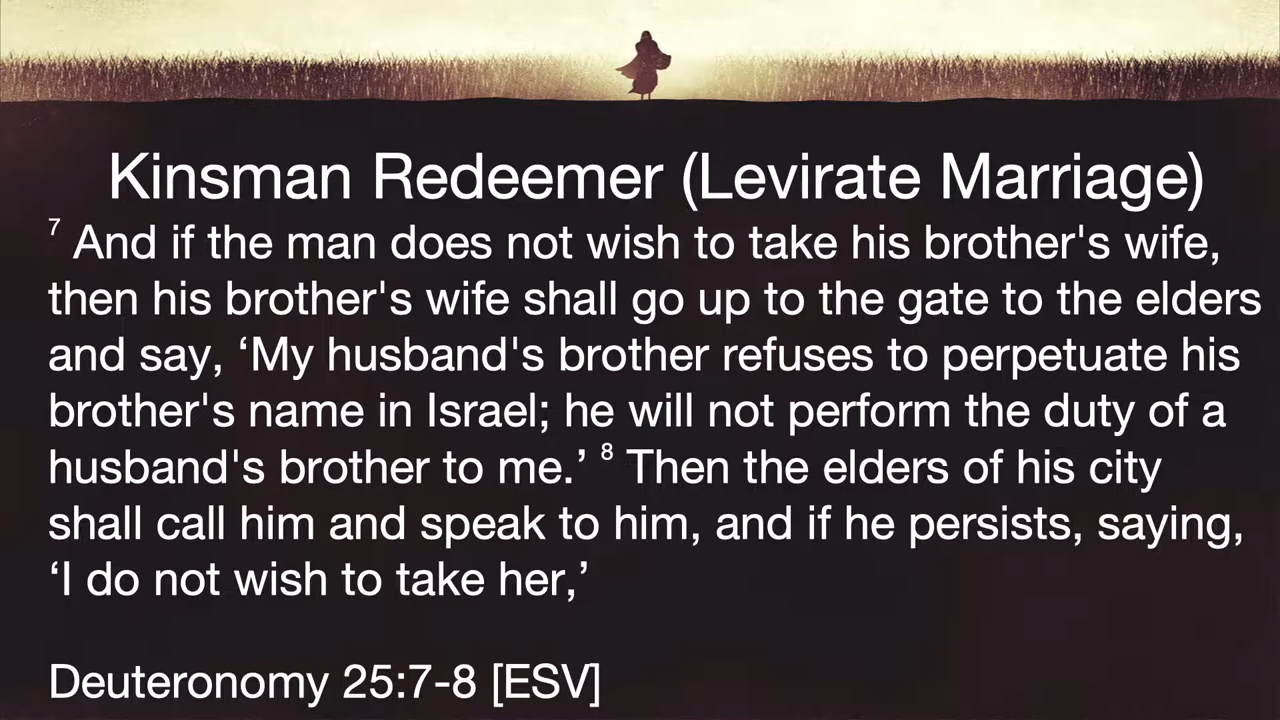 Kinsman Redeemer (Levirate Marriage)
7 And if the man does not wish to take his brother's wife,
then his brother's wife shall go up to the gate to the elders
and say, ‘My husband's brother refuses to perpetuate his
brother's name in Israel; he will not perform the duty of a
husband's brother to me.’ 8 Then the elders of his city
shall call him and speak to him, and if he persists, saying,
‘I do not wish to take her,’
Deuteronomy 25:7-8 [ESV]